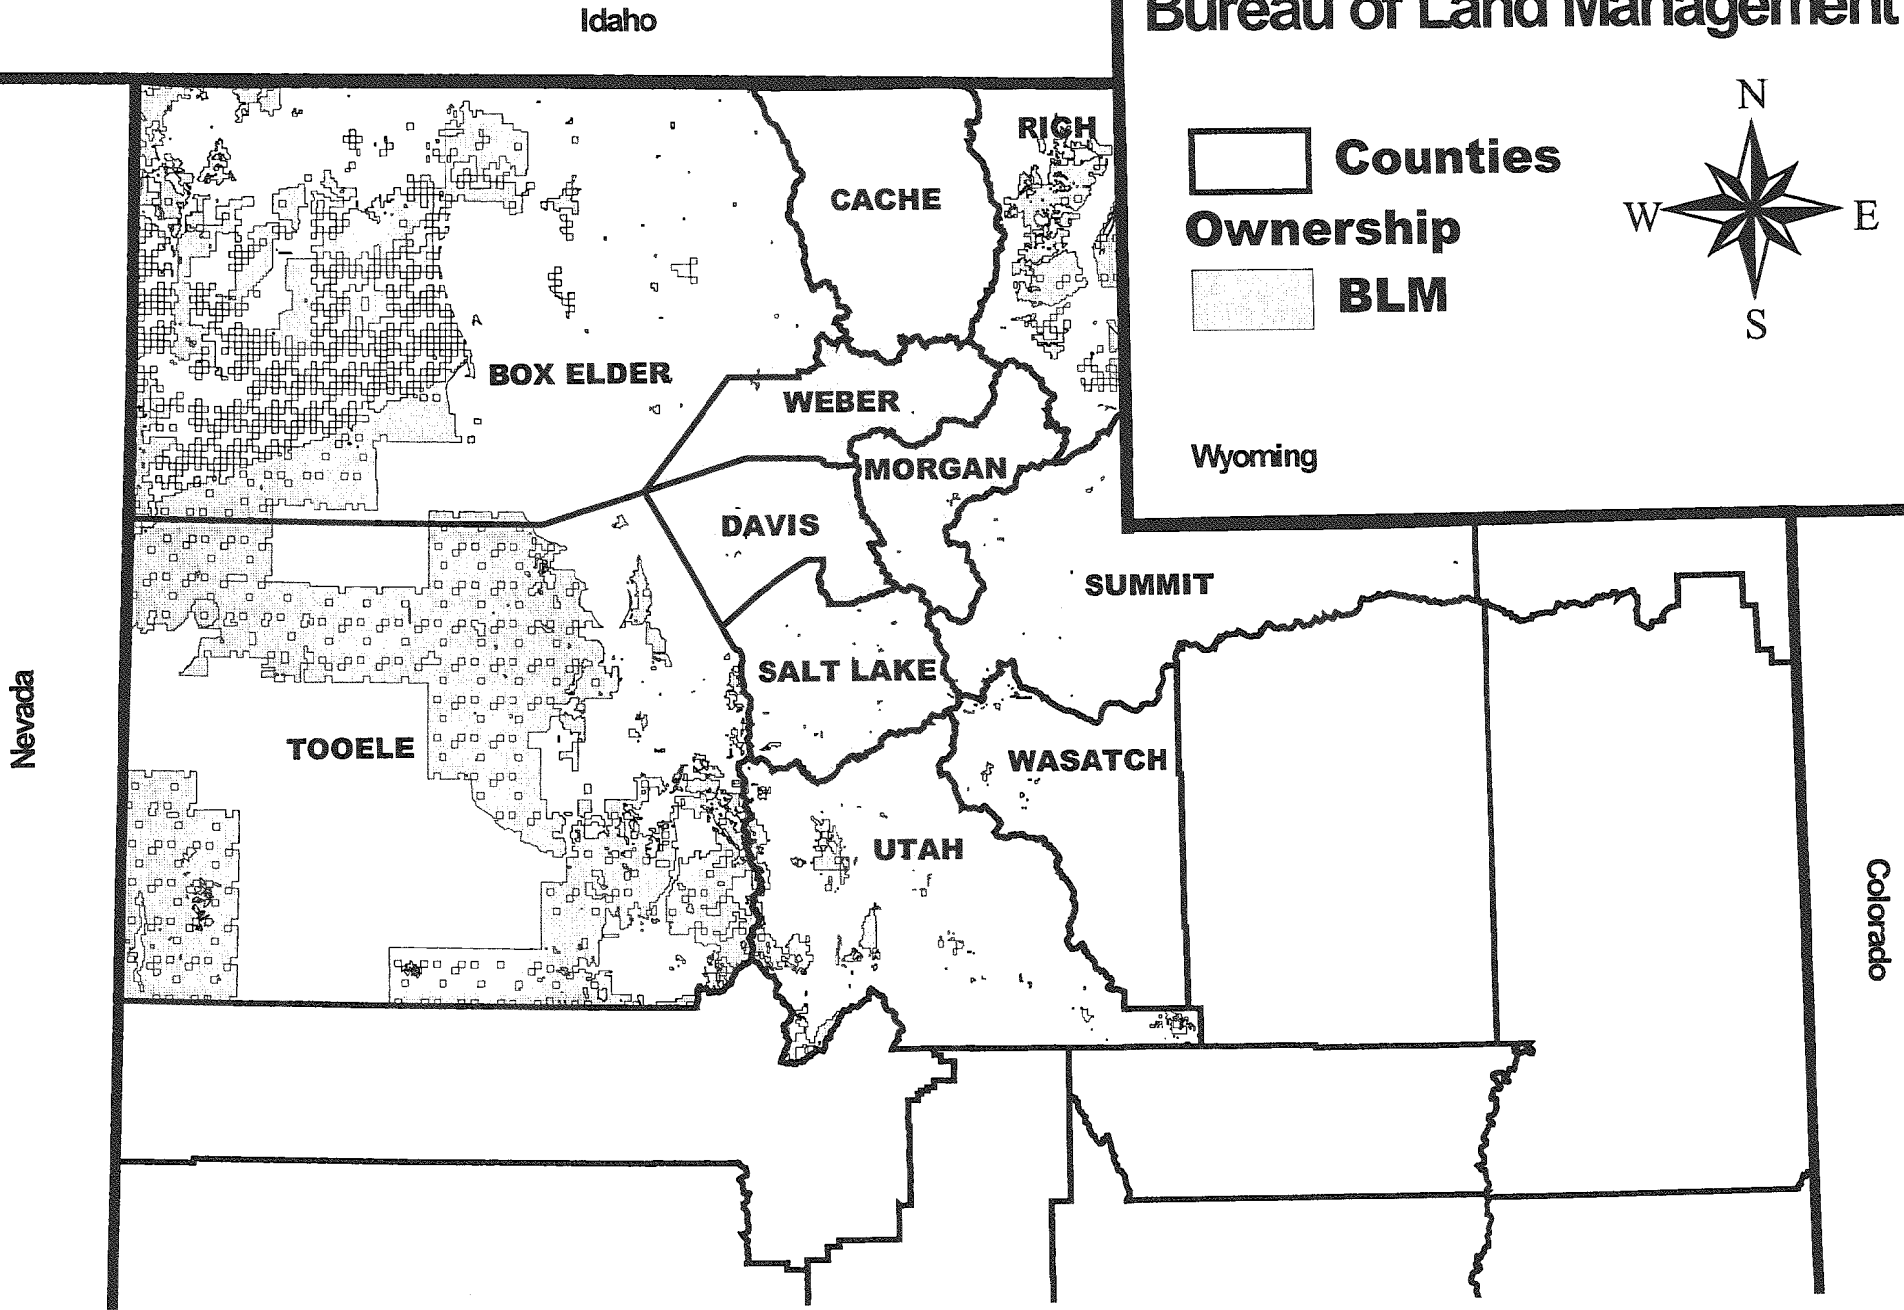 Idaho
Bureau of Land Management
N
W
E
S
Counties
Ownership
BLM
Wyoming
RICH
CACHE
BOX ELDER
WEBER
MORGAN
DAVIS
SUMMIT
SALT LAKE
TOOELE
WASATCH
UTAH
Nevada
Colorado